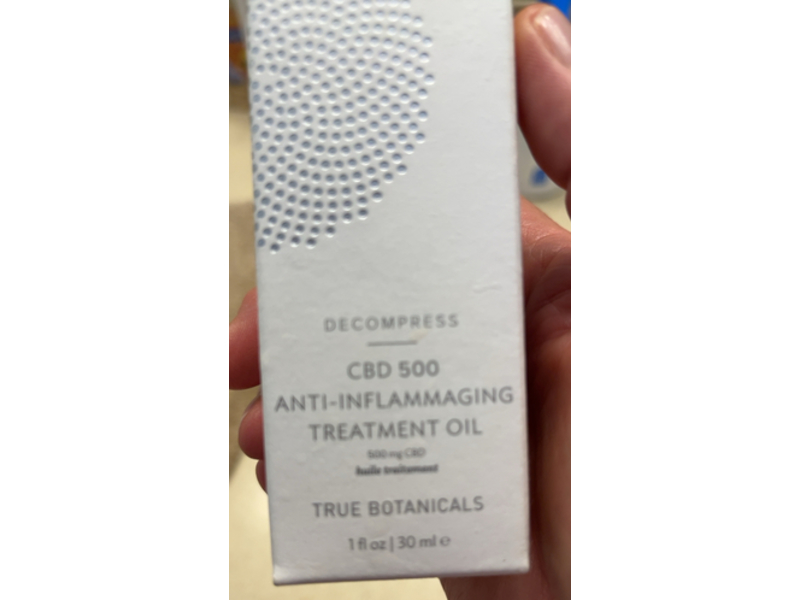 DECOMPRESS
CBD 500
ANTI-INFLAMMAGING
TREATMENT OIL
500 mg CBD
huile traitement
TRUE BOTANICALS
1 fl oz | 30 ml ℮